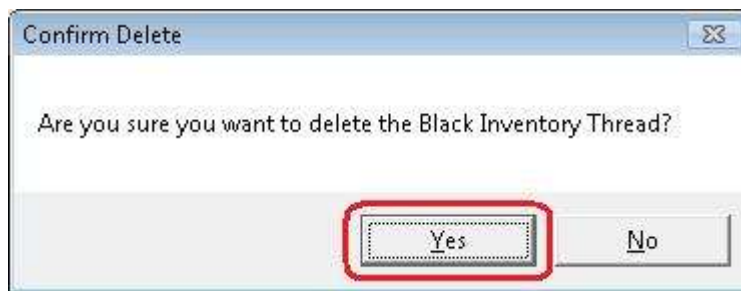 Confirm Delete
Are you sure you want to delete the Black Inventory Thread?
Yes No